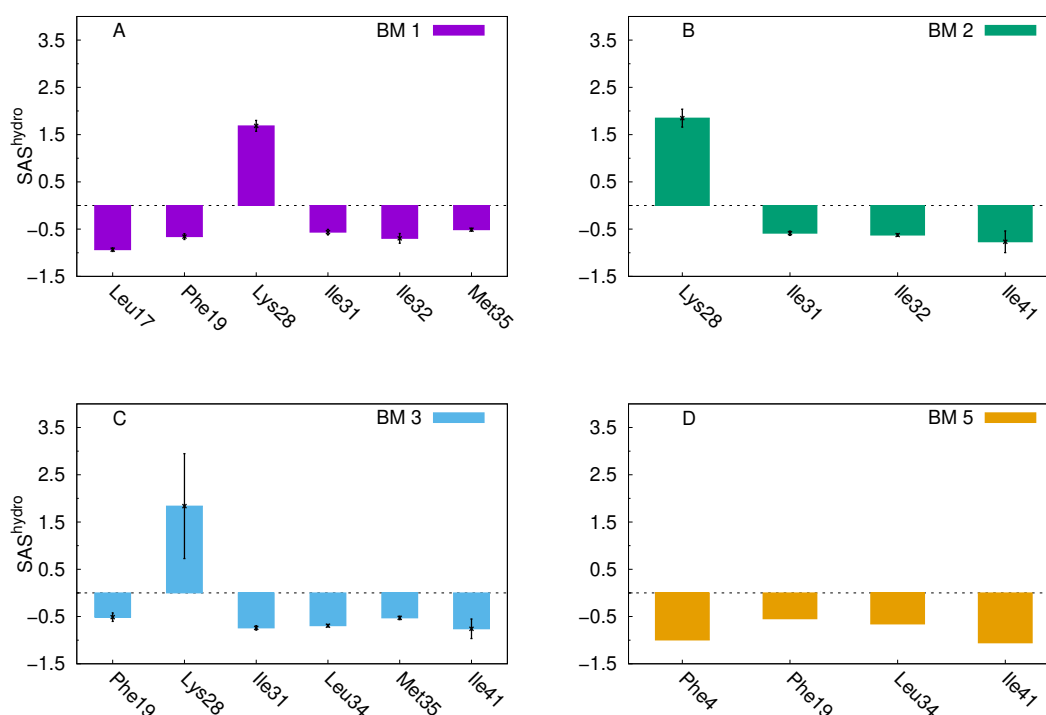 A BM 1
3.5
2.5
1.5
0.5
−0.5
−1.5
SAS^hydro
Leu17 Phe19 Lys28 Ile31 Ile32 Met35
B BM 2
3.5
2.5
1.5
0.5
−0.5
−1.5
Lys28 Ile31 Ile32 Ile41
C BM 3
3.5
2.5
1.5
0.5
−0.5
−1.5
SAS^hydro
Phe19 Lys28 Ile31 Leu34 Met35 Ile41
D BM 5
3.5
2.5
1.5
0.5
−0.5
−1.5
Phe4 Phe19 Leu34 Ile41